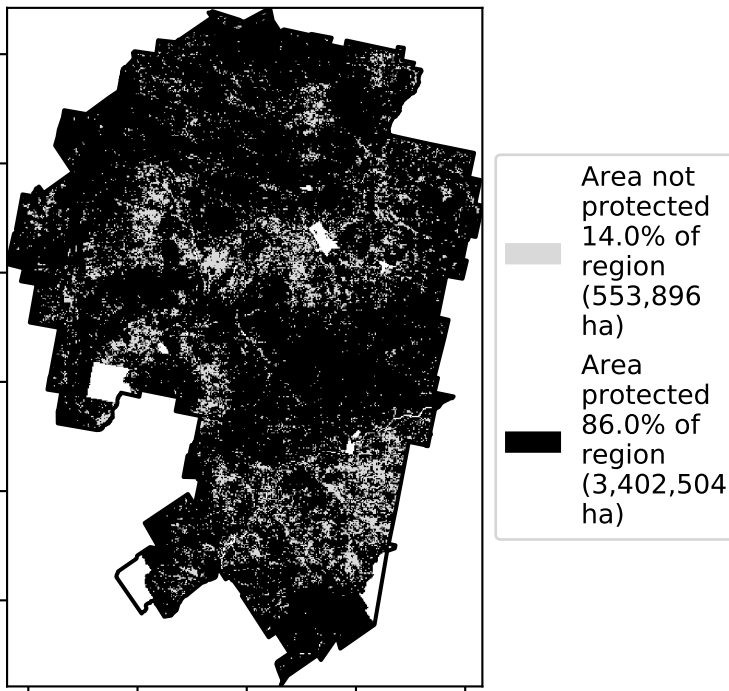 Area not
protected
14.0% of
region
(553,896
ha)
Area
protected
86.0% of
region
(3,402,504
ha)